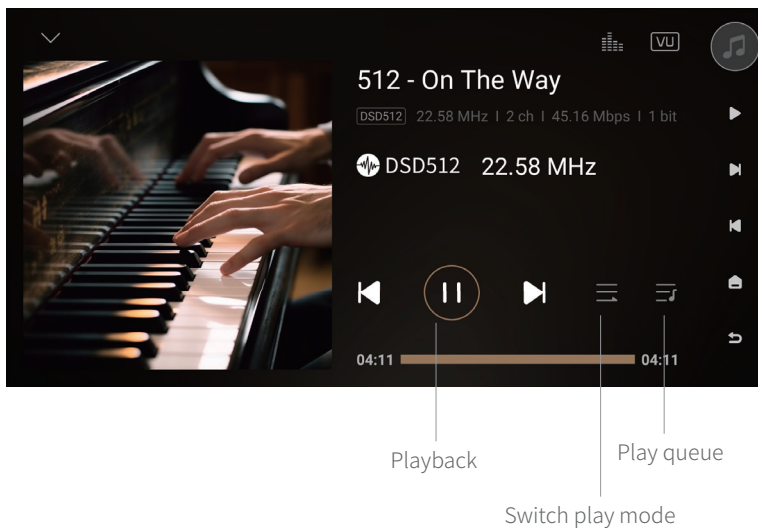 VU
512 - On The Way
DSD512 22.58 MHz I 2 ch I 45.16 Mbps I 1 bit
DSD512 22.58 MHz
04:11 04:11
Playback
Play queue
Switch play mode